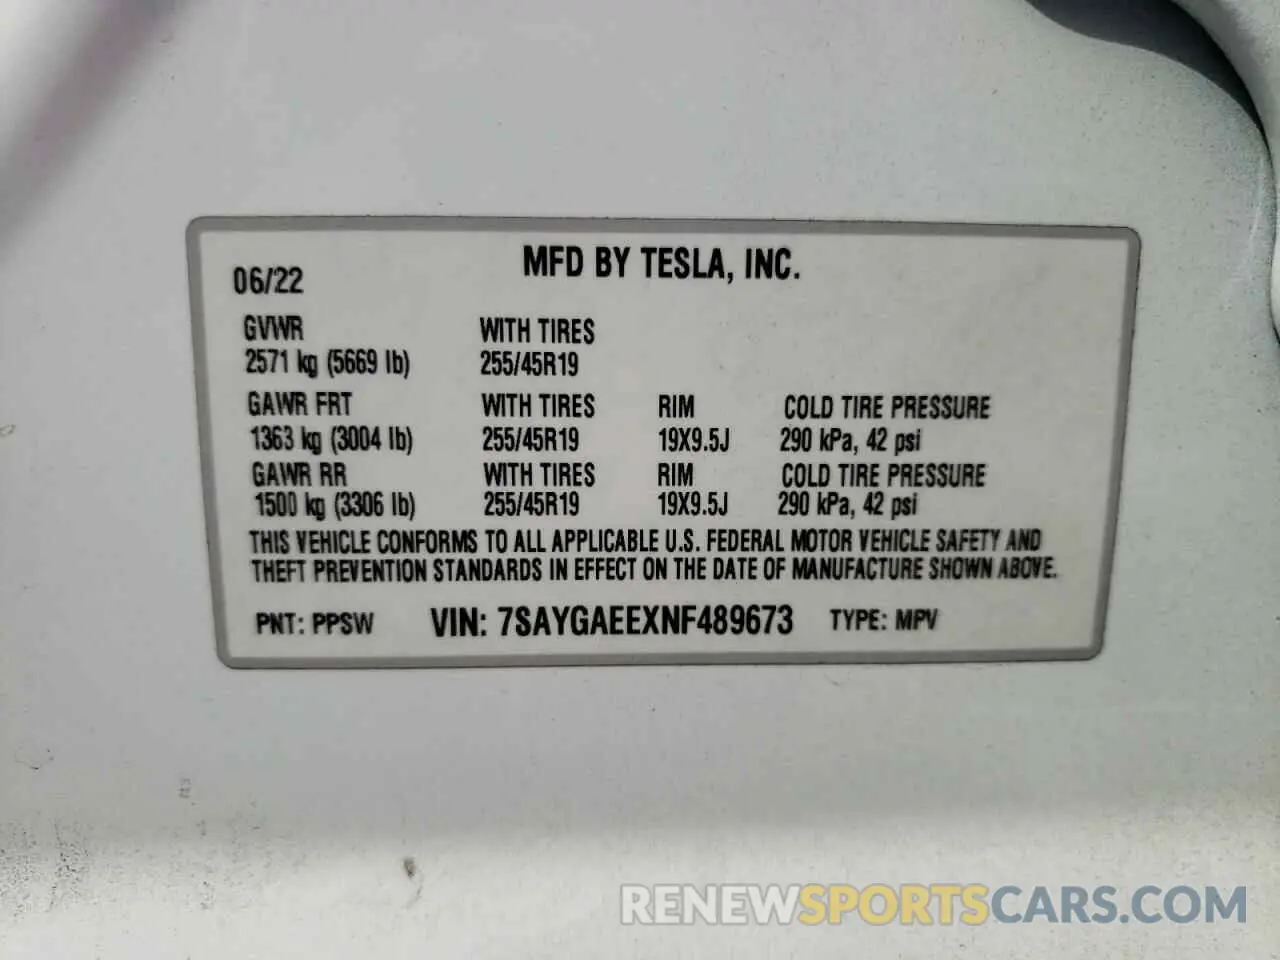 MFD BY TESLA, INC.
06/22
GVWR WITH TIRES
2571 kg (5669 lb) 255/45R19
GAWR FRT WITH TIRES RIM COLD TIRE PRESSURE
1363 kg (3004 lb) 255/45R19 19X9.5J 290 kPa, 42 psi
GAWR RR WITH TIRES RIM COLD TIRE PRESSURE
1500 kg (3306 lb) 255/45R19 19X9.5J 290 kPa, 42 psi
THIS VEHICLE CONFORMS TO ALL APPLICABLE U.S. FEDERAL MOTOR VEHICLE SAFETY AND
THEFT PREVENTION STANDARDS IN EFFECT ON THE DATE OF MANUFACTURE SHOWN ABOVE.
PNT: PPSW VIN: 7SAYGAEEXNF489673 TYPE: MPV
RENEWSPORTSCARS.COM